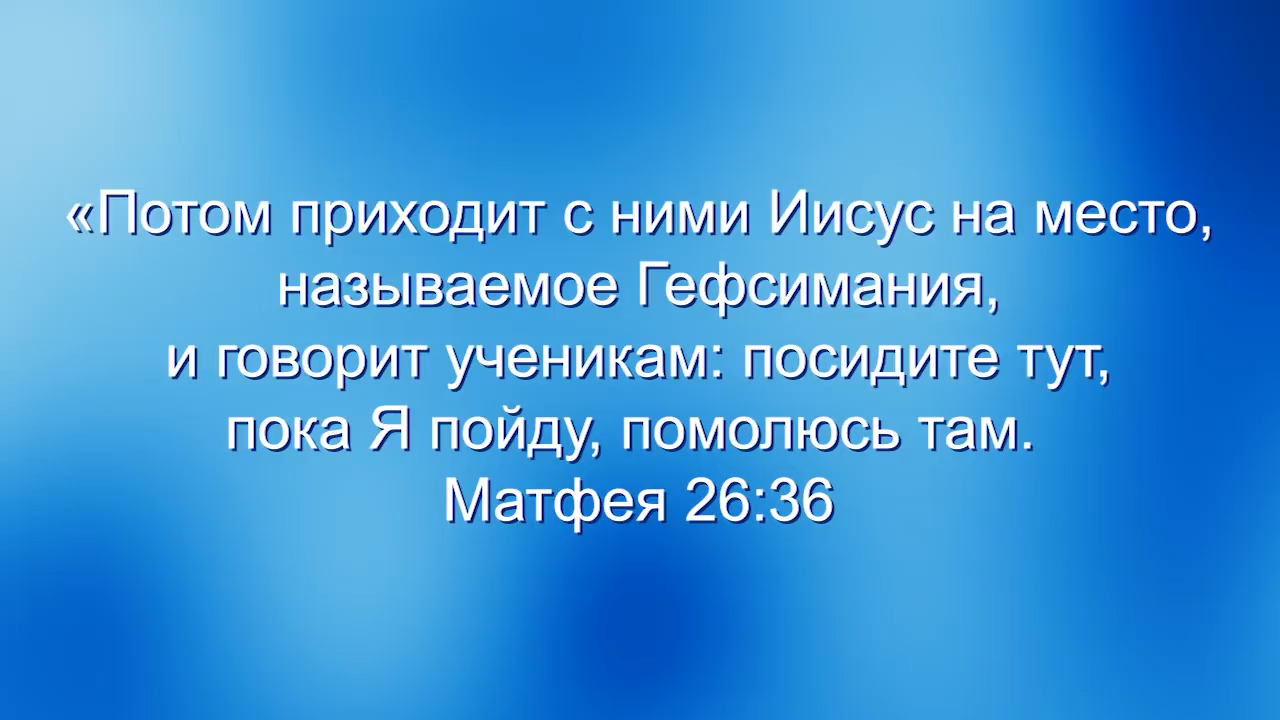 «Потом приходит с ними Иисус на место,
называемое Гефсимания,
и говорит ученикам: посидите тут,
пока Я пойду, помолюсь там.
Матфея 26:36